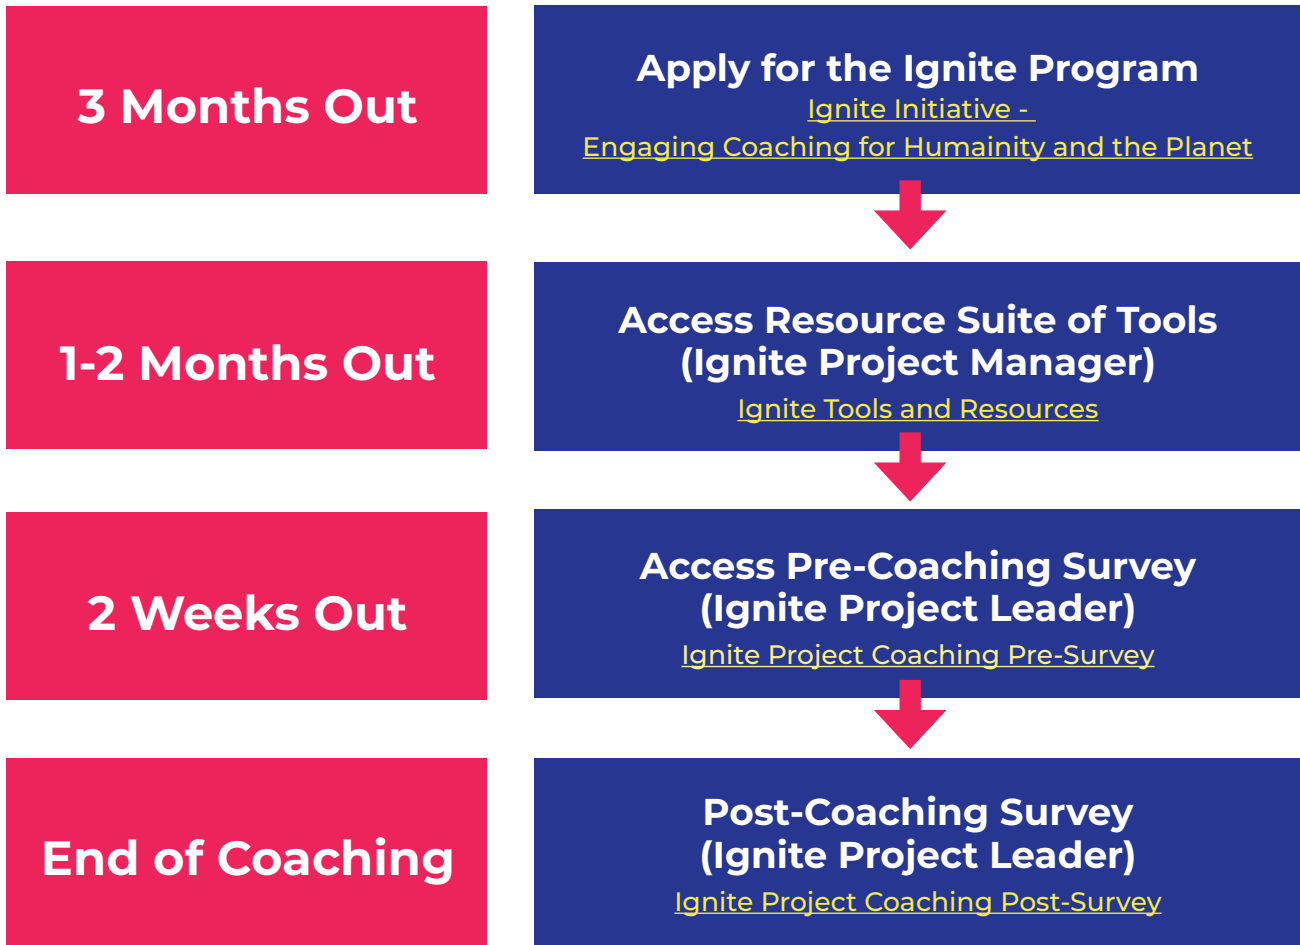 3 Months Out
Apply for the Ignite Program
Ignite Initiative -
Engaging Coaching for Humainity and the Planet
1-2 Months Out
Access Resource Suite of Tools
(Ignite Project Manager)
Ignite Tools and Resources
2 Weeks Out
Access Pre-Coaching Survey
(Ignite Project Leader)
Ignite Project Coaching Pre-Survey
End of Coaching
Post-Coaching Survey
(Ignite Project Leader)
Ignite Project Coaching Post-Survey